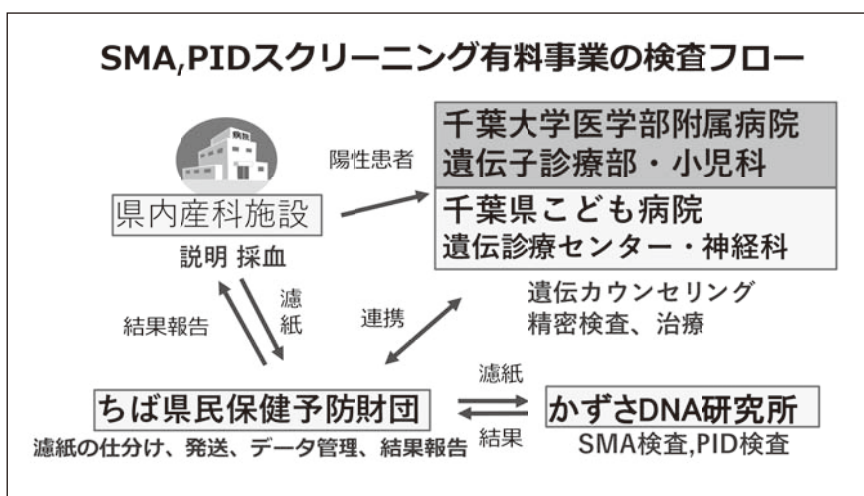 SMA,PIDスクリーニング有料事業の検査フロー
病院
県内産科施設
説明 採血
陽性患者
千葉大学医学部附属病院
遺伝子診療部・小児科
千葉県こども病院
遺伝診療センター・神経科
遺伝カウンセリング
精密検査、治療
結果報告
濾紙
連携
ちば県民保健予防財団
濾紙の仕分け、発送、データ管理、結果報告
濾紙
結果
かずさDNA研究所
SMA検査,PID検査